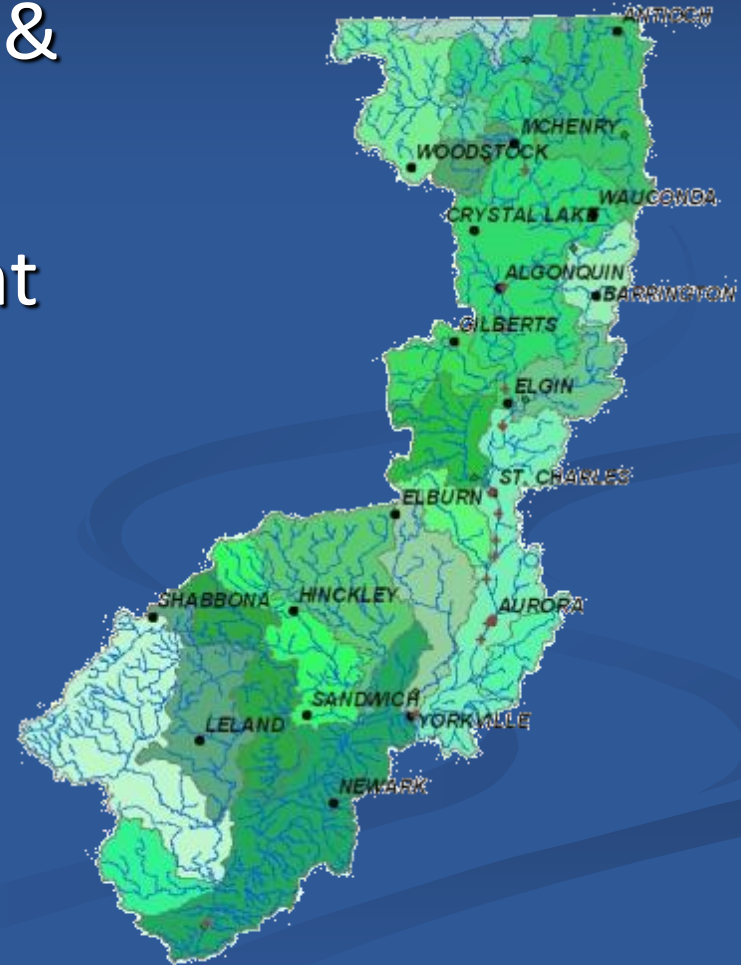 &
nt
ANTIOCH
MCHENRY
WOODSTOCK
WAUCONDA
CRYSTAL LAKE
ALGONQUIN
BARRINGTON
GILBERTS
ELGIN
ST. CHARLES
ELBURN
SHABBONA
HINCKLEY
AURORA
SANDWICH
YORKVILLE
LELAND
NEWARK